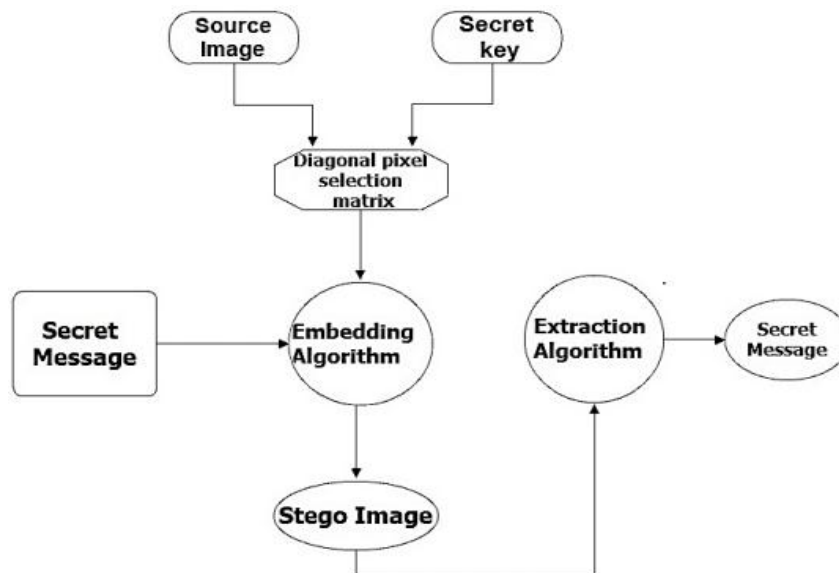 Source
Image
Secret
key
Diagonal pixel
selection
matrix
Secret
Message
Embedding
Algorithm
Extraction
Algorithm
Secret
Message
Stego Image